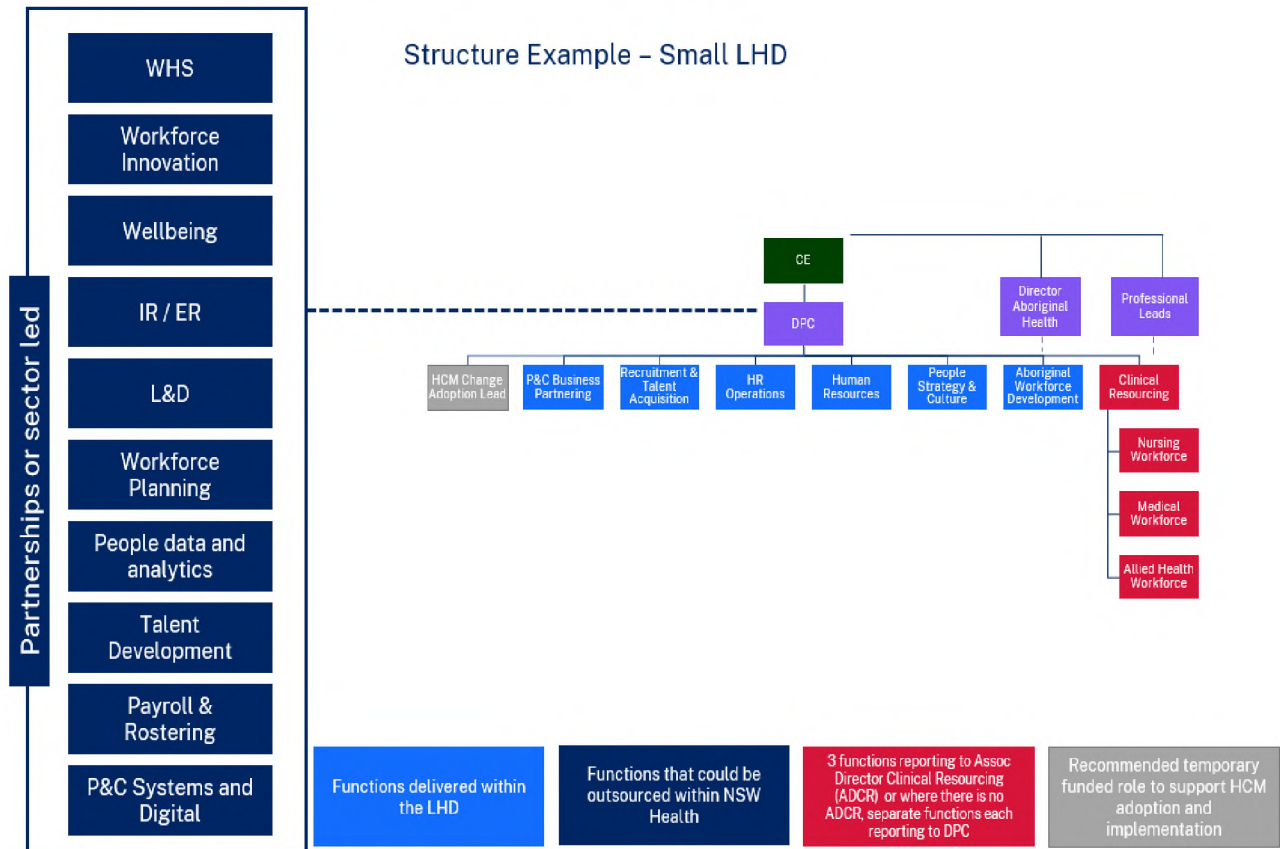 Structure Example – Small LHD
Partnerships or sector led
WHS
Workforce
Innovation
Wellbeing
IR / ER
L&D
Workforce
Planning
People data and
analytics
Talent
Development
Payroll &
Rostering
P&C Systems and
Digital
CE
DPC
Director
Aboriginal
Health
Professional
Leads
HCM Change
Adoption Lead
P&C Business
Partnering
Recruitment &
Talent
Acquisition
HR
Operations
Human
Resources
People
Strategy &
Culture
Aboriginal
Workforce
Development
Clinical
Resourcing
Nursing
Workforce
Medical
Workforce
Allied Health
Workforce
Functions delivered within
the LHD
Functions that could be
outsourced within NSW
Health
3 functions reporting to Assoc
Director Clinical Resourcing
(ADCR) or where there is no
ADCR, separate functions each
reporting to DPC
Recommended temporary
funded role to support HCM
adoption and
implementation